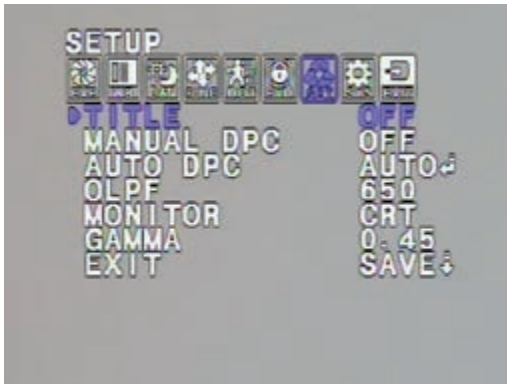 SETUP
TITLE OFF
MANUAL DPC OFF
AUTO DPC AUTO
OLPF 650
MONITOR CRT
GAMMA 0.45
EXIT SAVE